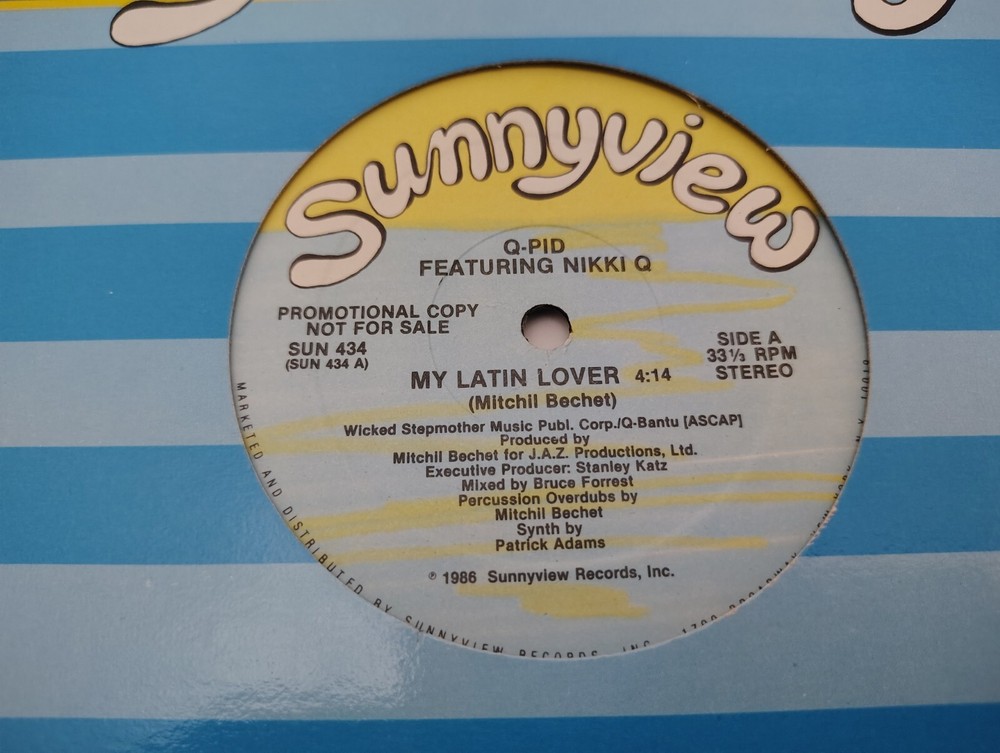 Sunnyview
Q-PID
FEATURING NIKKI Q
PROMOTIONAL COPY
NOT FOR SALE
SUN 434
(SUN 434 A)
SIDE A
33⅓ RPM
STEREO
MY LATIN LOVER 4:14
(Mitchil Bechet)
Wicked Stepmother Music Publ. Corp./Q-Bantu [ASCAP]
Produced by
Mitchil Bechet for J.A.Z. Productions, Ltd.
Executive Producer: Stanley Katz
Mixed by Bruce Forrest
Percussion Overdubs by
Mitchil Bechet
Synth by
Patrick Adams
℗ 1986 Sunnyview Records, Inc.
MARKETED AND DISTRIBUTED BY SUNNYVIEW RECORDS, INC.